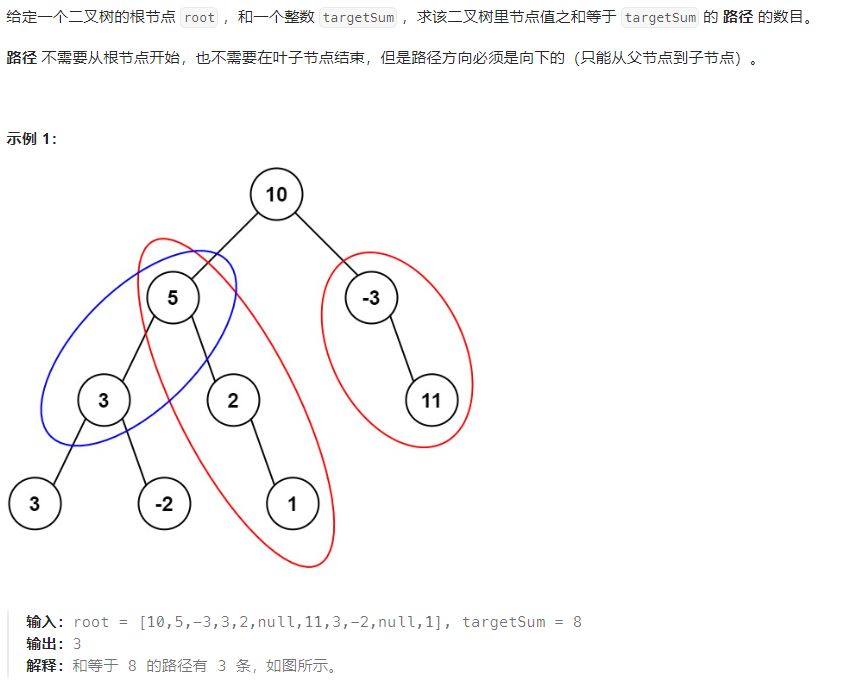 给定一个二叉树的根节点 root ，和一个整数 targetSum ，求该二叉树里节点值之和等于 targetSum 的 路径 的数目。
路径 不需要从根节点开始，也不需要在叶子节点结束，但是路径方向必须是向下的（只能从父节点到子节点）。
示例 1：
10
5 -3
3 2 11
3 -2 1
输入：root = [10,5,-3,3,2,null,11,3,-2,null,1], targetSum = 8
输出：3
解释：和等于 8 的路径有 3 条，如图所示。